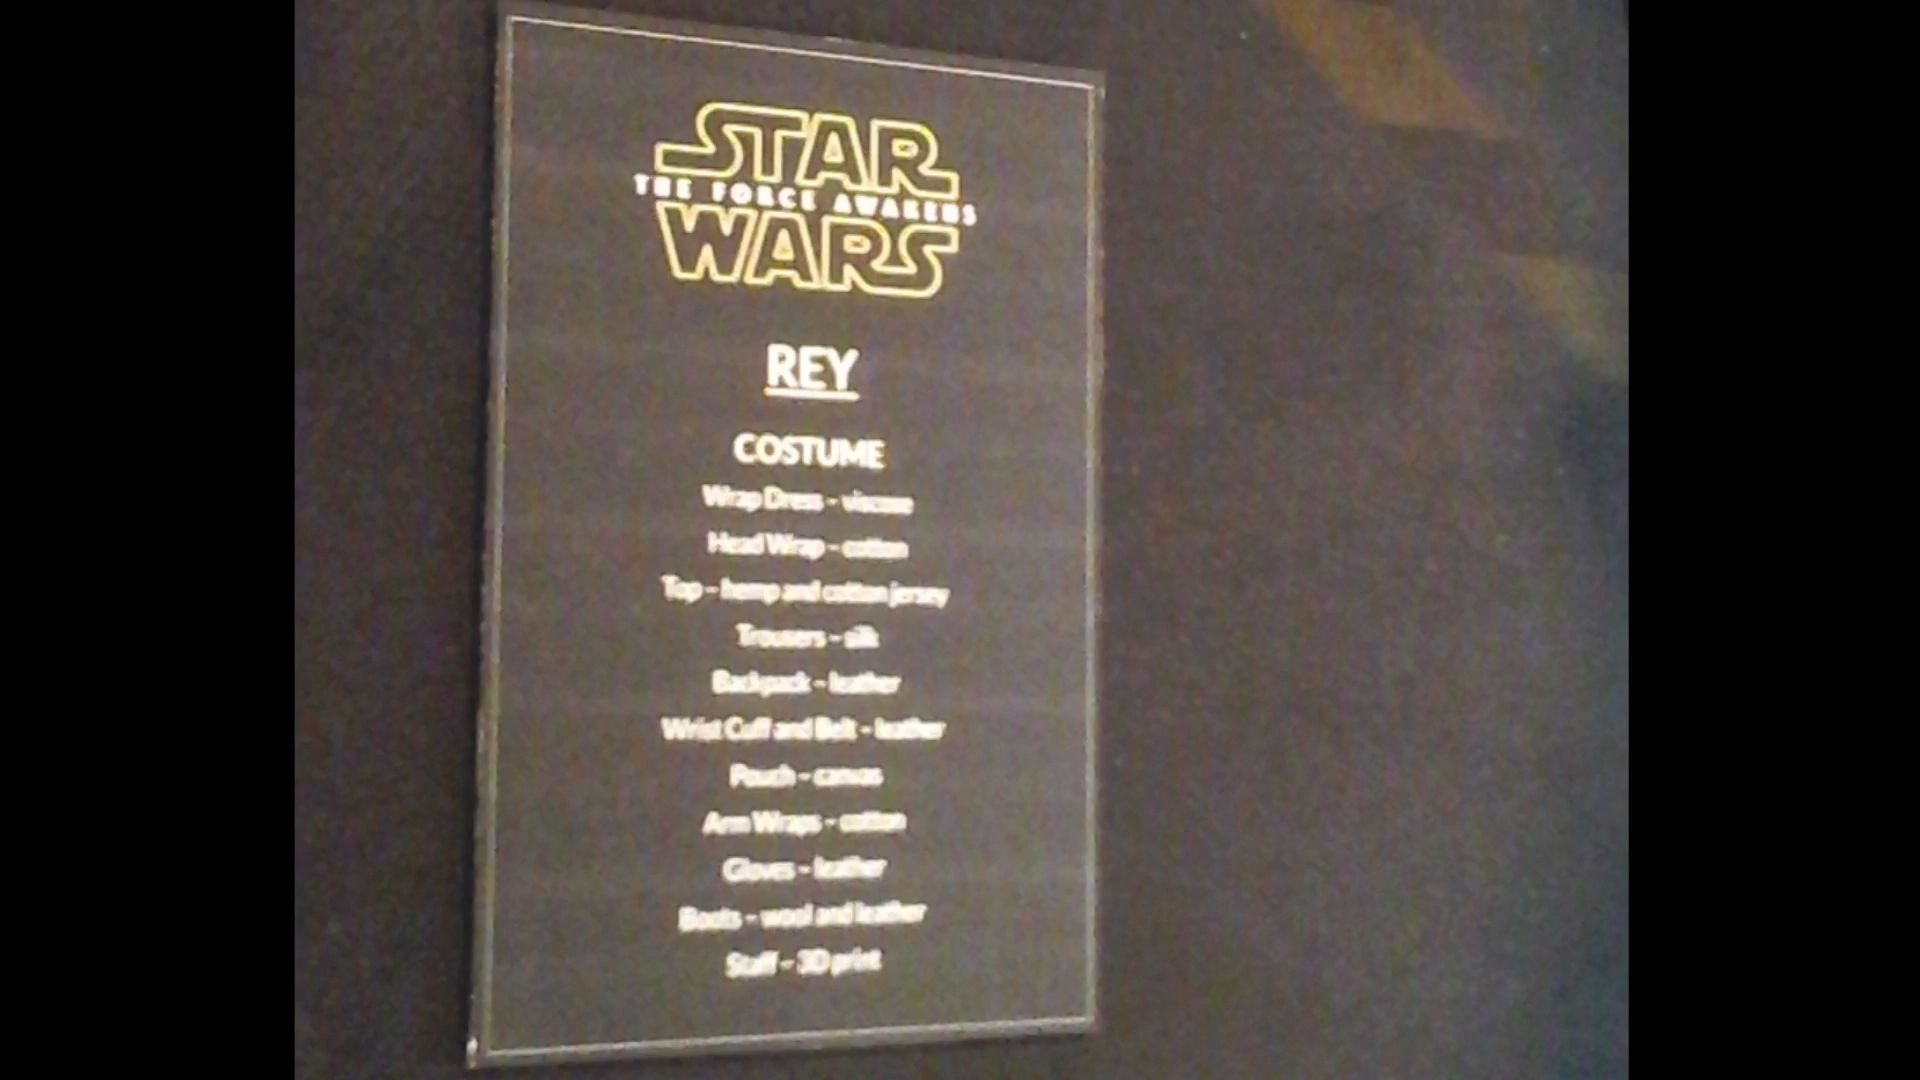 STAR
THE FORCE AWAKENS
WARS
REY
COSTUME
Wrap Dress - viscose
Head Wrap - cotton
Top - hemp and cotton jersey
Trousers - silk
Backpack - leather
Wrist Cuff and Belt - leather
Pouch - canvas
Arm Wraps - cotton
Gloves - leather
Boots - wool and leather
Staff - 3D print